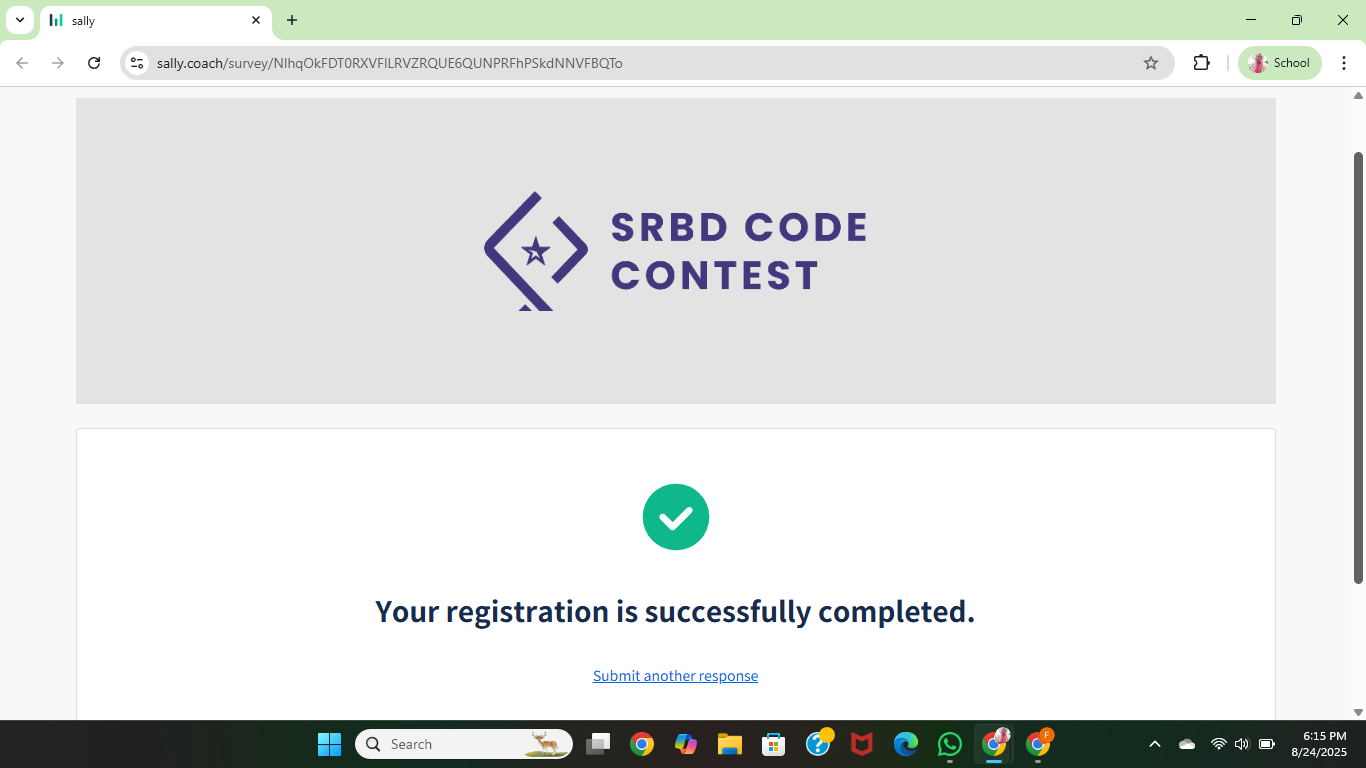 sally
sally.coach/survey/NlhqOkFDT0RXVFlLRVZRQUE6QUNPRFhPSkdNNVFBQTo
School
SRBD CODE
CONTEST
Your registration is successfully completed.
Submit another response
Search
F
6:15 PM
8/24/2025